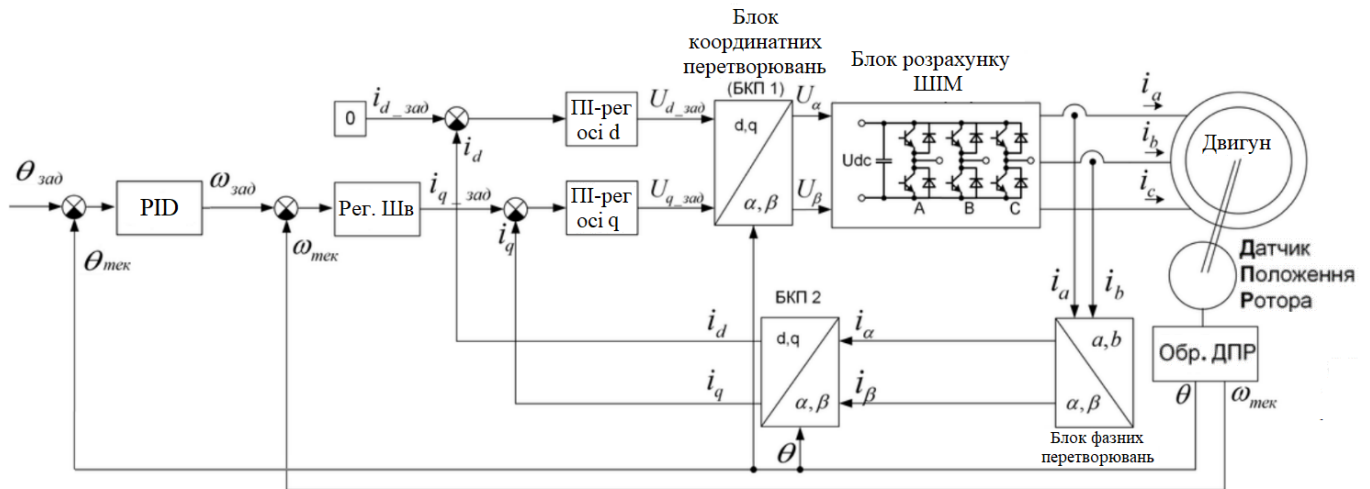 Блок
координатних
перетворювань
(БКП 1)
Блок розрахунку
ШІМ
0
i_d_зад
ПІ-рег
осі d
U_d_зад
d,q
α, β
U_α
Udc
A B C
i_a
i_b
i_c
Двигун
i_d
θ_зад
PID
ω_зад
Рег. Шв
i_q_зад
ПІ-рег
осі q
U_q_зад
U_β
i_q
θ_тек
ω_тек
Датчик
Положення
Ротора
БКП 2
i_a
i_b
i_d
d,q
α, β
i_α
a,b
α, β
Обр. ДПР
i_q
i_β
θ
ω_тек
θ
Блок фазних
перетворювань